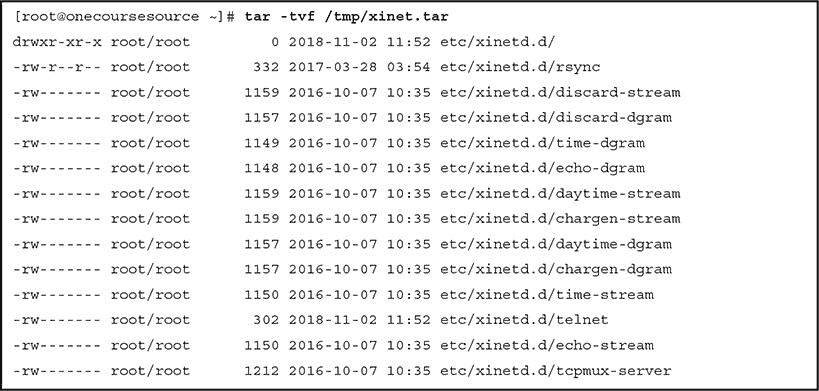 [root@onecoursesource ~]# tar -tvf /tmp/xinet.tar
drwxr-xr-x root/root         0 2018-11-02 11:52 etc/xinetd.d/
-rw-r--r-- root/root       332 2017-03-28 03:54 etc/xinetd.d/rsync
-rw------- root/root      1159 2016-10-07 10:35 etc/xinetd.d/discard-stream
-rw------- root/root      1157 2016-10-07 10:35 etc/xinetd.d/discard-dgram
-rw------- root/root      1149 2016-10-07 10:35 etc/xinetd.d/time-dgram
-rw------- root/root      1148 2016-10-07 10:35 etc/xinetd.d/echo-dgram
-rw------- root/root      1159 2016-10-07 10:35 etc/xinetd.d/daytime-stream
-rw------- root/root      1159 2016-10-07 10:35 etc/xinetd.d/chargen-stream
-rw------- root/root      1157 2016-10-07 10:35 etc/xinetd.d/daytime-dgram
-rw------- root/root      1157 2016-10-07 10:35 etc/xinetd.d/chargen-dgram
-rw------- root/root      1150 2016-10-07 10:35 etc/xinetd.d/time-stream
-rw------- root/root       302 2018-11-02 11:52 etc/xinetd.d/telnet
-rw------- root/root      1150 2016-10-07 10:35 etc/xinetd.d/echo-stream
-rw------- root/root      1212 2016-10-07 10:35 etc/xinetd.d/tcpmux-server